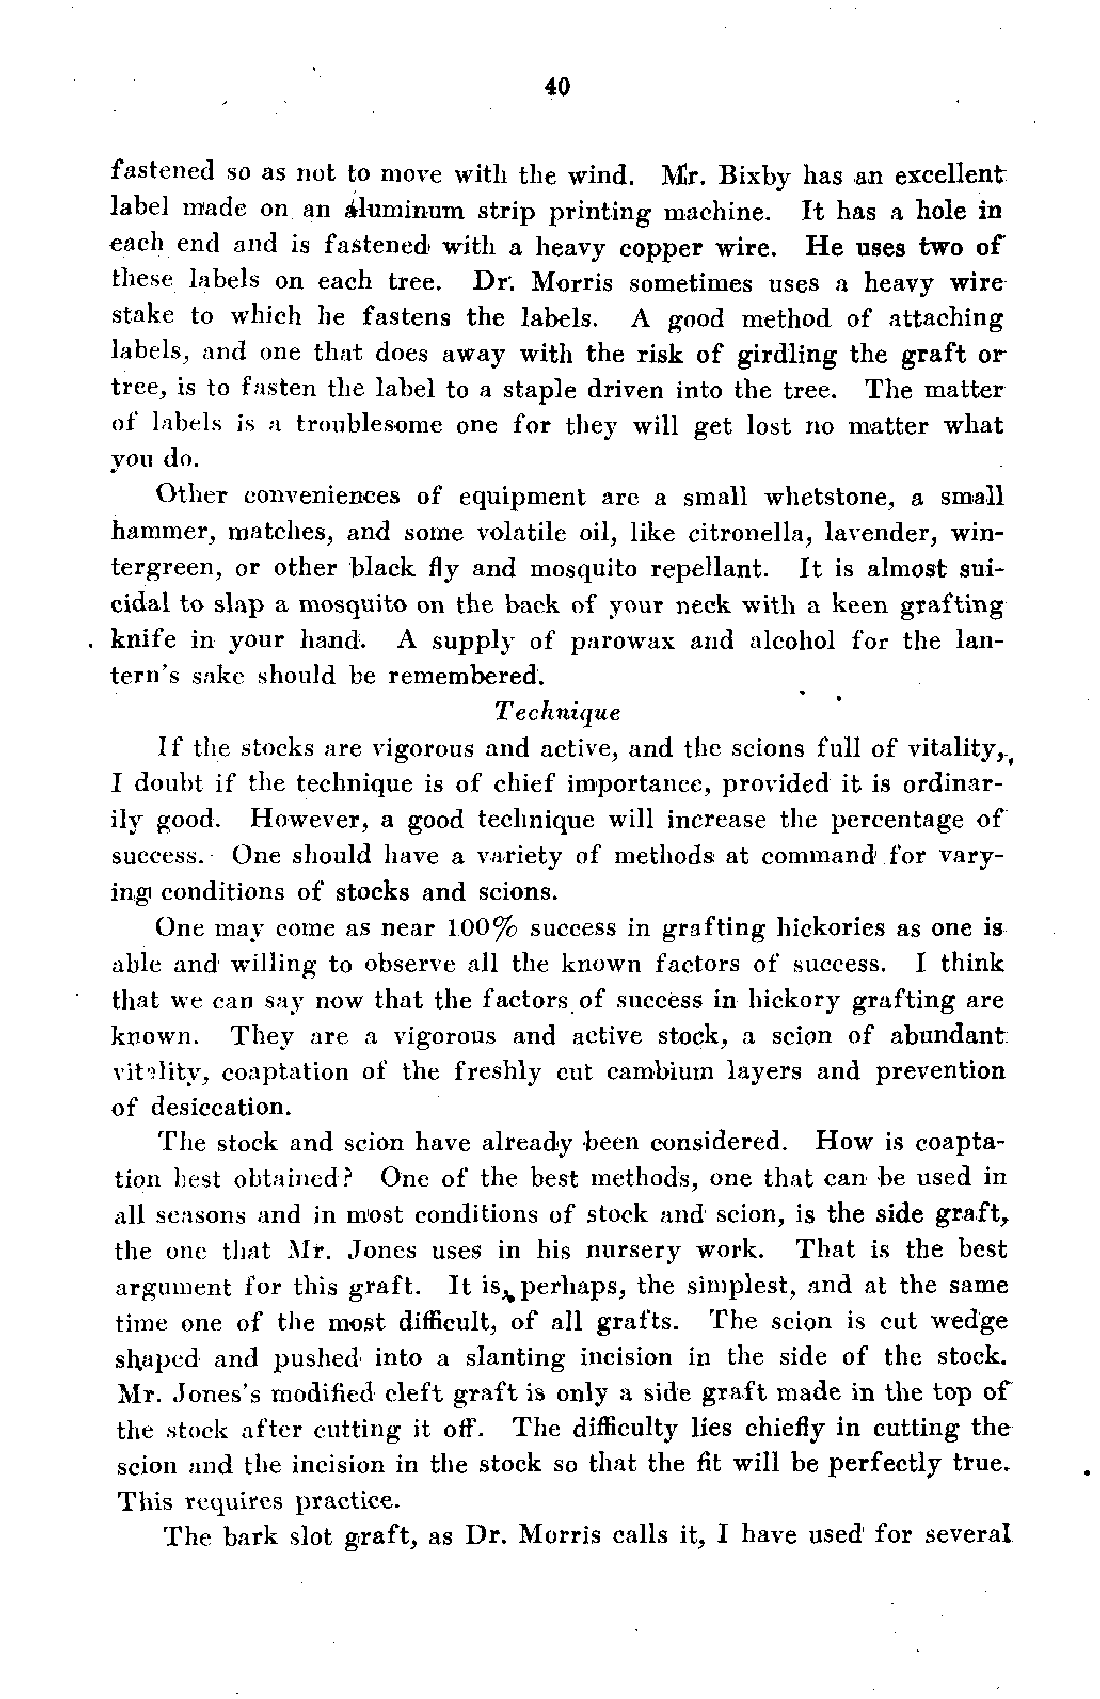 40
fastened so as not to move with the wind. Mr. Bixby has an excellent
label made on an aluminum strip printing machine. It has a hole in
each end and is fastened with a heavy copper wire. He uses two of
these labels on each tree. Dr. Morris sometimes uses a heavy wire
stake to which he fastens the labels. A good method of attaching
labels, and one that does away with the risk of girdling the graft or
tree, is to fasten the label to a staple driven into the tree. The matter
of labels is a troublesome one for they will get lost no matter what
you do.
Other conveniences of equipment are a small whetstone, a small
hammer, matches, and some volatile oil, like citronella, lavender, win-
tergreen, or other black fly and mosquito repellant. It is almost sui-
cidal to slap a mosquito on the back of your neck with a keen grafting
knife in your hand. A supply of parowax and alcohol for the lan-
tern's sake should be remembered.
Technique
If the stocks are vigorous and active, and the scions full of vitality,
I doubt if the technique is of chief importance, provided it is ordinar-
ily good. However, a good technique will increase the percentage of
success. One should have a variety of methods at command for vary-
ing conditions of stocks and scions.
One may come as near 100% success in grafting hickories as one is
able and willing to observe all the known factors of success. I think
that we can say now that the factors of success in hickory grafting are
known. They are a vigorous and active stock, a scion of abundant
vitality, coaptation of the freshly cut cambium layers and prevention
of desiccation.
The stock and scion have already been considered. How is coapta-
tion best obtained? One of the best methods, one that can be used in
all seasons and in most conditions of stock and scion, is the side graft,
the one that Mr. Jones uses in his nursery work. That is the best
argument for this graft. It is, perhaps, the simplest, and at the same
time one of the most difficult, of all grafts. The scion is cut wedge
shaped and pushed into a slanting incision in the side of the stock.
Mr. Jones's modified cleft graft is only a side graft made in the top of
the stock after cutting it off. The difficulty lies chiefly in cutting the
scion and the incision in the stock so that the fit will be perfectly true.
This requires practice.
The bark slot graft, as Dr. Morris calls it, I have used for several